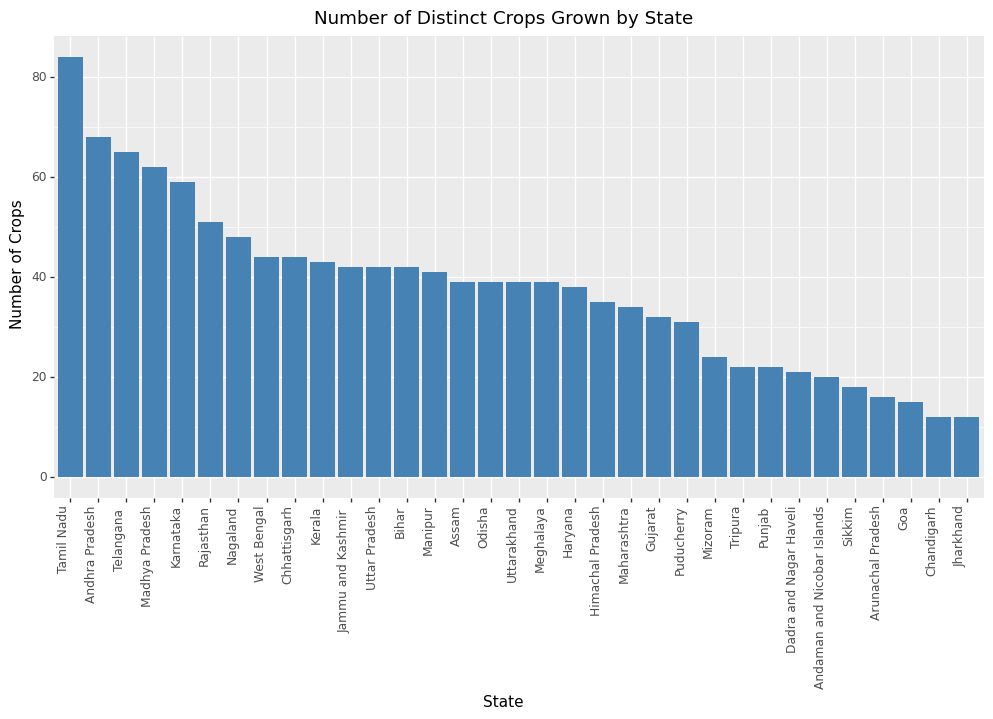 Number of Distinct Crops Grown by State
Number of Crops
80
60
40
20
0
Tamil Nadu
Andhra Pradesh
Telangana
Madhya Pradesh
Karnataka
Rajasthan
Nagaland
West Bengal
Chhattisgarh
Kerala
Jammu and Kashmir
Uttar Pradesh
Bihar
Manipur
Assam
Odisha
Uttarakhand
Meghalaya
Haryana
Himachal Pradesh
Maharashtra
Gujarat
Puducherry
Mizoram
Tripura
Punjab
Dadra and Nagar Haveli
Andaman and Nicobar Islands
Sikkim
Arunachal Pradesh
Goa
Chandigarh
Jharkhand
State